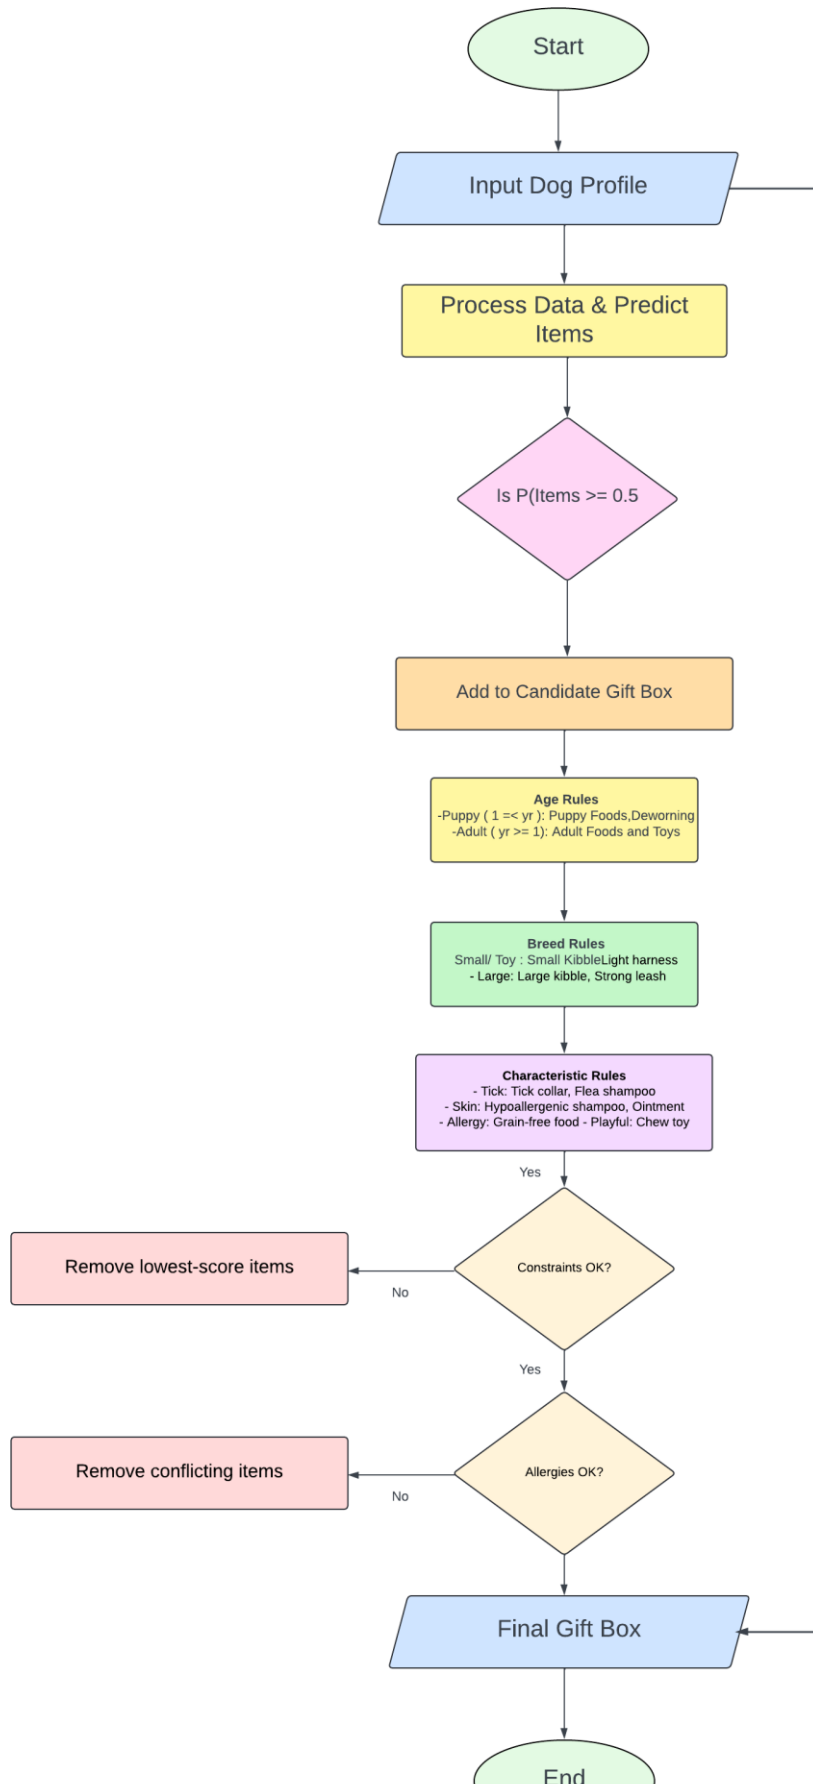 Start
Input Dog Profile
Process Data & Predict
Items
Is P(Items >= 0.5
Add to Candidate Gift Box
Age Rules
-Puppy ( 1 =< yr ): Puppy Foods,Deworning
-Adult ( yr >= 1): Adult Foods and Toys
Breed Rules
Small/ Toy : Small KibbleLight harness
- Large: Large kibble, Strong leash
Characteristic Rules
- Tick: Tick collar, Flea shampoo
- Skin: Hypoallergenic shampoo, Ointment
- Allergy: Grain-free food - Playful: Chew toy
Yes
Constraints OK?
No
Remove lowest-score items
Yes
Allergies OK?
No
Remove conflicting items
Final Gift Box
End